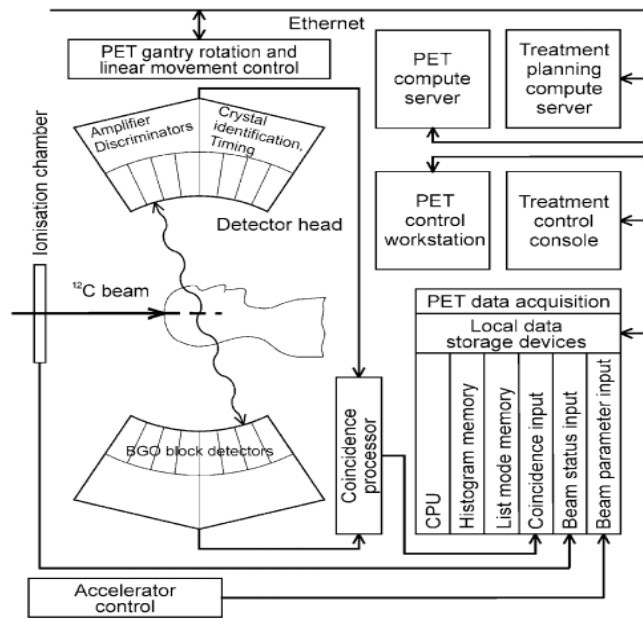 Ethernet
PET gantry rotation and
linear movement control
PET
compute
server
Treatment
planning
compute
server
Amplifier
Discriminators
Crystal
identification,
Timing
Ionisation chamber
Detector head
PET
control
workstation
Treatment
control
console
¹²C beam
PET data acquisition
Local data
storage devices
BGO block detectors
Coincidence
processor
CPU
Histogram memory
List mode memory
Coincidence input
Beam status input
Beam parameter input
Accelerator
control